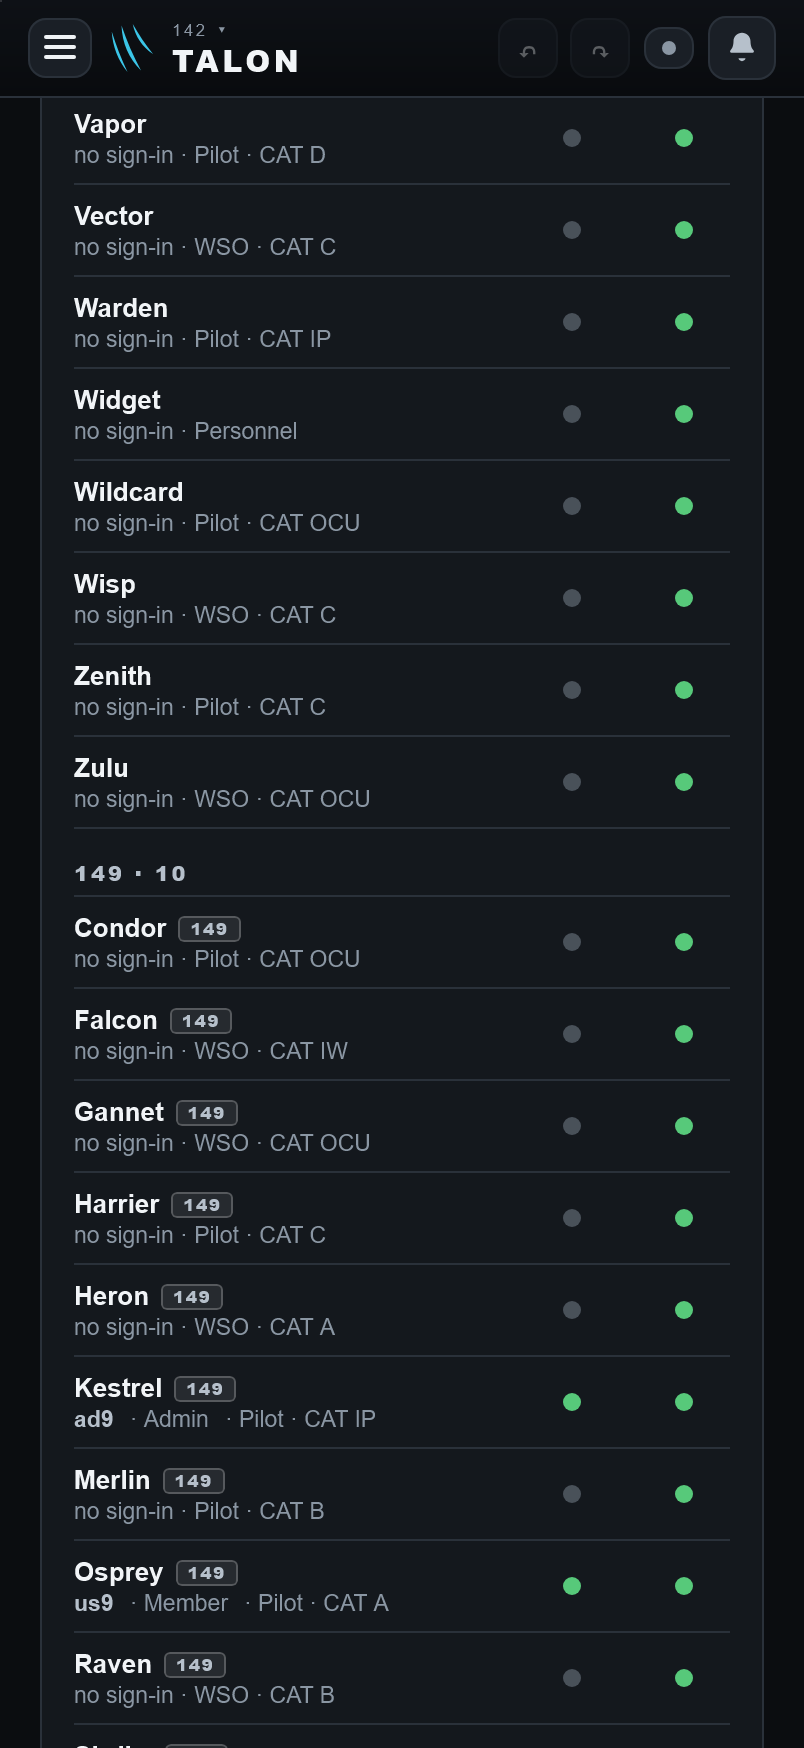 142 ▾
TALON
Vapor
no sign-in · Pilot · CAT D
Vector
no sign-in · WSO · CAT C
Warden
no sign-in · Pilot · CAT IP
Widget
no sign-in · Personnel
Wildcard
no sign-in · Pilot · CAT OCU
Wisp
no sign-in · WSO · CAT C
Zenith
no sign-in · Pilot · CAT C
Zulu
no sign-in · WSO · CAT OCU
149 · 10
Condor 149
no sign-in · Pilot · CAT OCU
Falcon 149
no sign-in · WSO · CAT IW
Gannet 149
no sign-in · WSO · CAT OCU
Harrier 149
no sign-in · Pilot · CAT C
Heron 149
no sign-in · WSO · CAT A
Kestrel 149
ad9 · Admin · Pilot · CAT IP
Merlin 149
no sign-in · Pilot · CAT B
Osprey 149
us9 · Member · Pilot · CAT A
Raven 149
no sign-in · WSO · CAT B